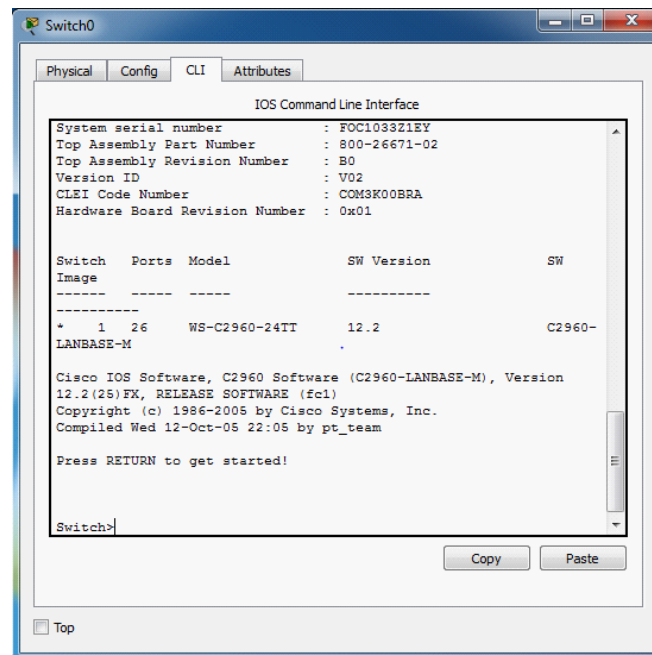 Switch0
Physical Config CLI Attributes
IOS Command Line Interface
System serial number : FOC1033Z1EY
Top Assembly Part Number : 800-26671-02
Top Assembly Revision Number : B0
Version ID : V02
CLEI Code Number : COM3K00BRA
Hardware Board Revision Number : 0x01
Switch Ports Model SW Version SW
Image
------ ----- ----- ----------
----------
* 1 26 WS-C2960-24TT 12.2 C2960-
LANBASE-M
Cisco IOS Software, C2960 Software (C2960-LANBASE-M), Version
12.2(25)FX, RELEASE SOFTWARE (fc1)
Copyright (c) 1986-2005 by Cisco Systems, Inc.
Compiled Wed 12-Oct-05 22:05 by pt_team
Press RETURN to get started!
Switch>
Copy Paste
Top